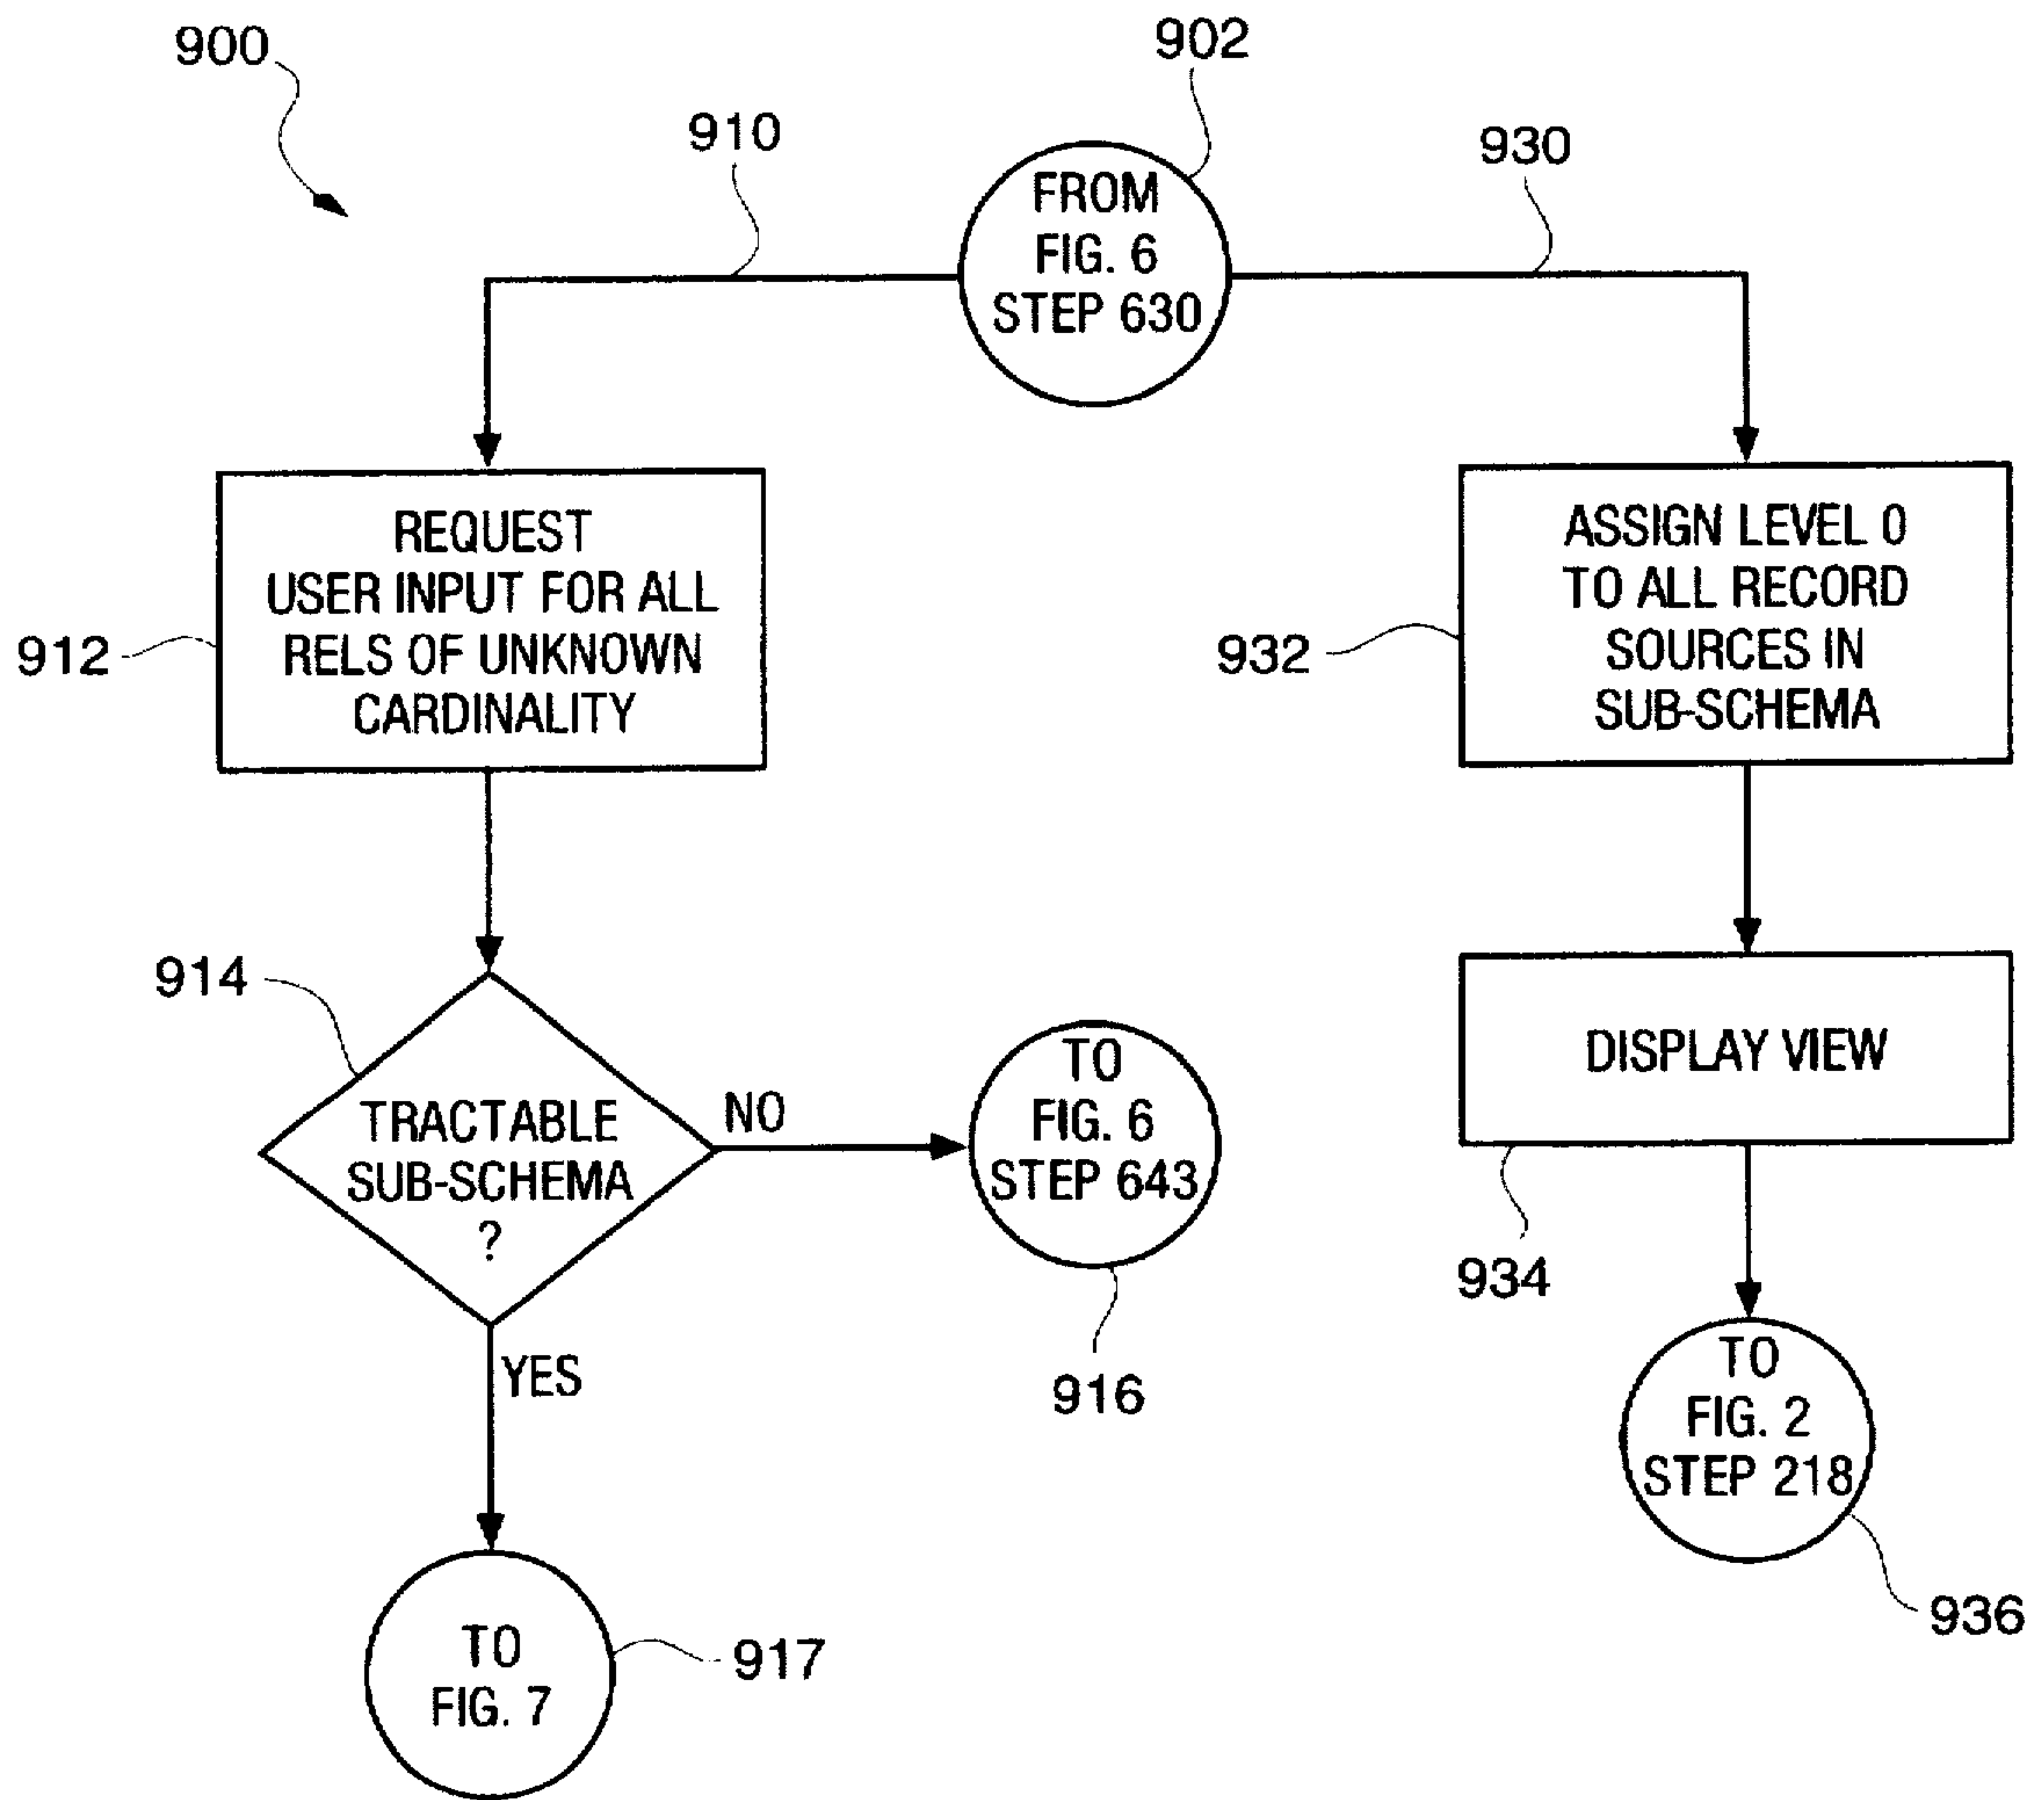 900
902
910
930
FROM
FIG. 6
STEP 630
REQUEST
USER INPUT FOR ALL
RELS OF UNKNOWN
CARDINALITY
912
ASSIGN LEVEL 0
TO ALL RECORD
SOURCES IN
SUB-SCHEMA
932
914
TRACTABLE
SUB-SCHEMA
?
NO
TO
FIG. 6
STEP 643
916
DISPLAY VIEW
934
YES
TO
FIG. 2
STEP 218
936
TO
FIG. 7
917